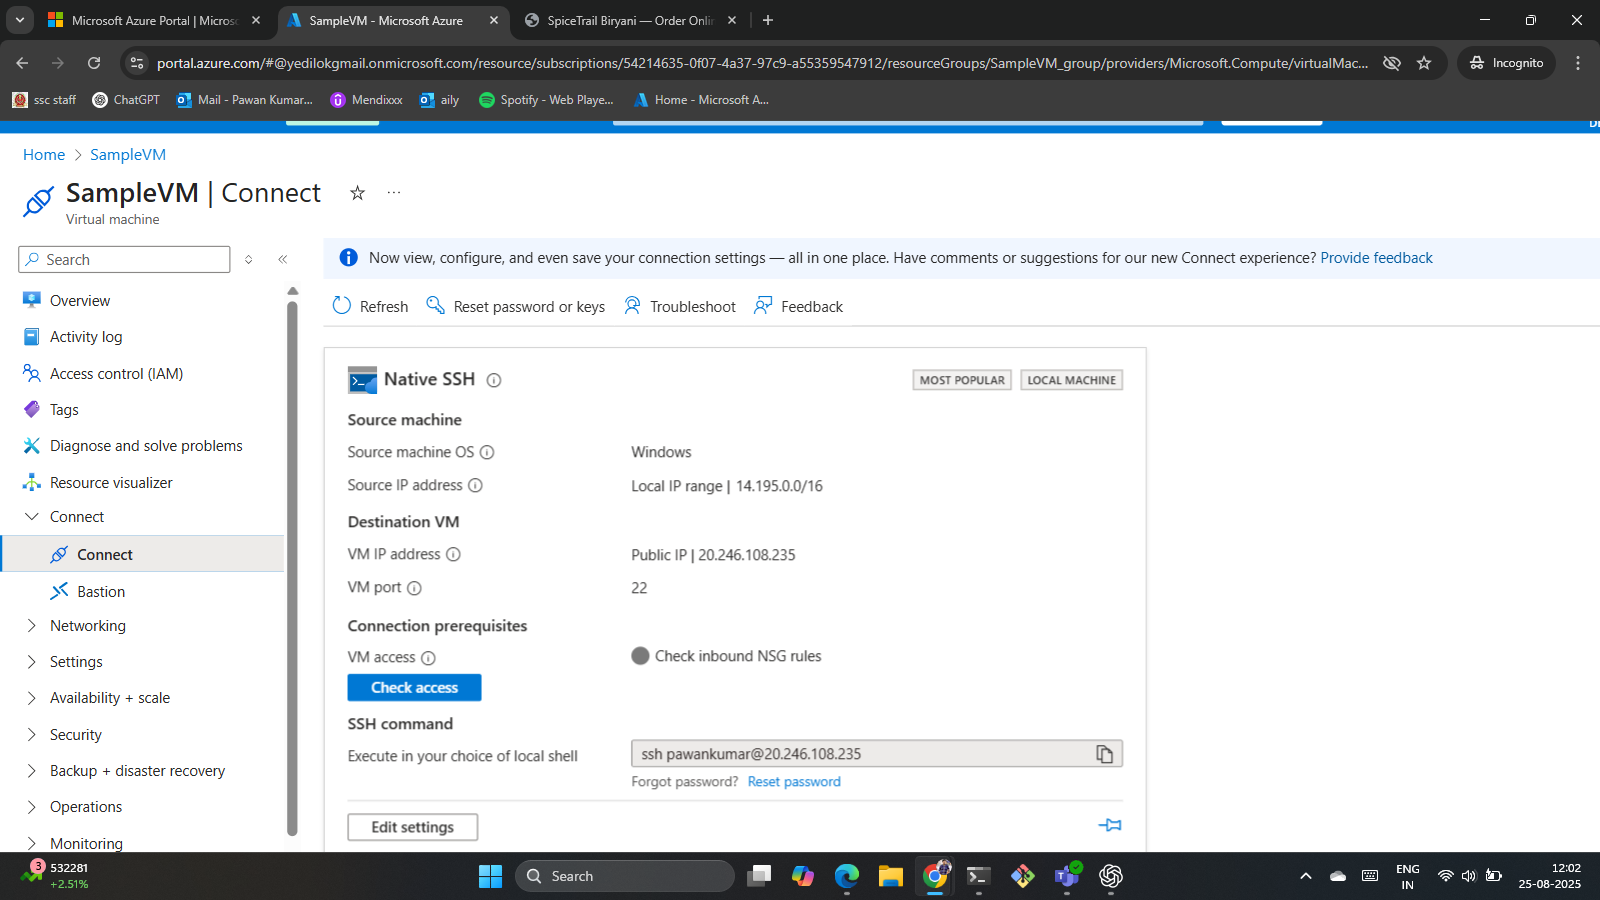 Microsoft Azure Portal | Micros
SampleVM - Microsoft Azure
SpiceTrail Biryani — Order Onli
portal.azure.com/#@yedilokgmail.onmicrosoft.com/resource/subscriptions/54214635-0f07-4a37-97c9-a55359547912/resourceGroups/SampleVM_group/providers/Microsoft.Compute/virtualMac...
Incognito
ssc staff
ChatGPT
Mail - Pawan Kumar...
Mendixxx
aily
Spotify - Web Playe...
Home - Microsoft A...
Home > SampleVM
SampleVM | Connect
Virtual machine
Search
Now view, configure, and even save your connection settings — all in one place. Have comments or suggestions for our new Connect experience? Provide feedback
Overview
Activity log
Access control (IAM)
Tags
Diagnose and solve problems
Resource visualizer
Connect
Connect
Bastion
Networking
Settings
Availability + scale
Security
Backup + disaster recovery
Operations
Monitoring
Refresh
Reset password or keys
Troubleshoot
Feedback
Native SSH
MOST POPULAR
LOCAL MACHINE
Source machine
Source machine OS
Windows
Source IP address
Local IP range | 14.195.0.0/16
Destination VM
VM IP address
Public IP | 20.246.108.235
VM port
22
Connection prerequisites
VM access
Check inbound NSG rules
Check access
SSH command
Execute in your choice of local shell
ssh pawankumar@20.246.108.235
Forgot password? Reset password
Edit settings
3
532281
+2.51%
Search
ENG
IN
12:02
25-08-2025